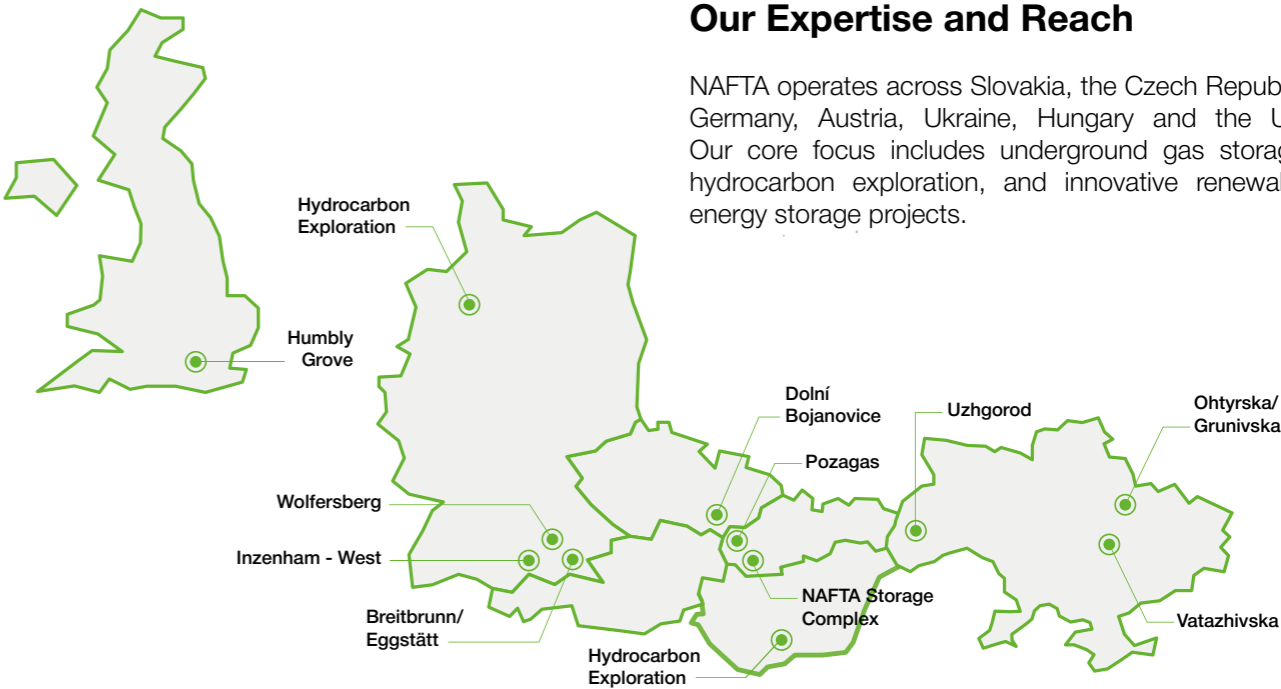 Our Expertise and Reach
NAFTA operates across Slovakia, the Czech Repub
Germany, Austria, Ukraine, Hungary and the U
Our core focus includes underground gas storag
hydrocarbon exploration, and innovative renewal
energy storage projects.
Hydrocarbon
Exploration
Humbly
Grove
Dolní
Bojanovice
Uzhgorod
Ohtyrska/
Grunivska
Pozagas
Wolfersberg
Inzenham - West
NAFTA Storage
Complex
Breitbrunn/
Eggstätt
Vatazhivska
Hydrocarbon
Exploration